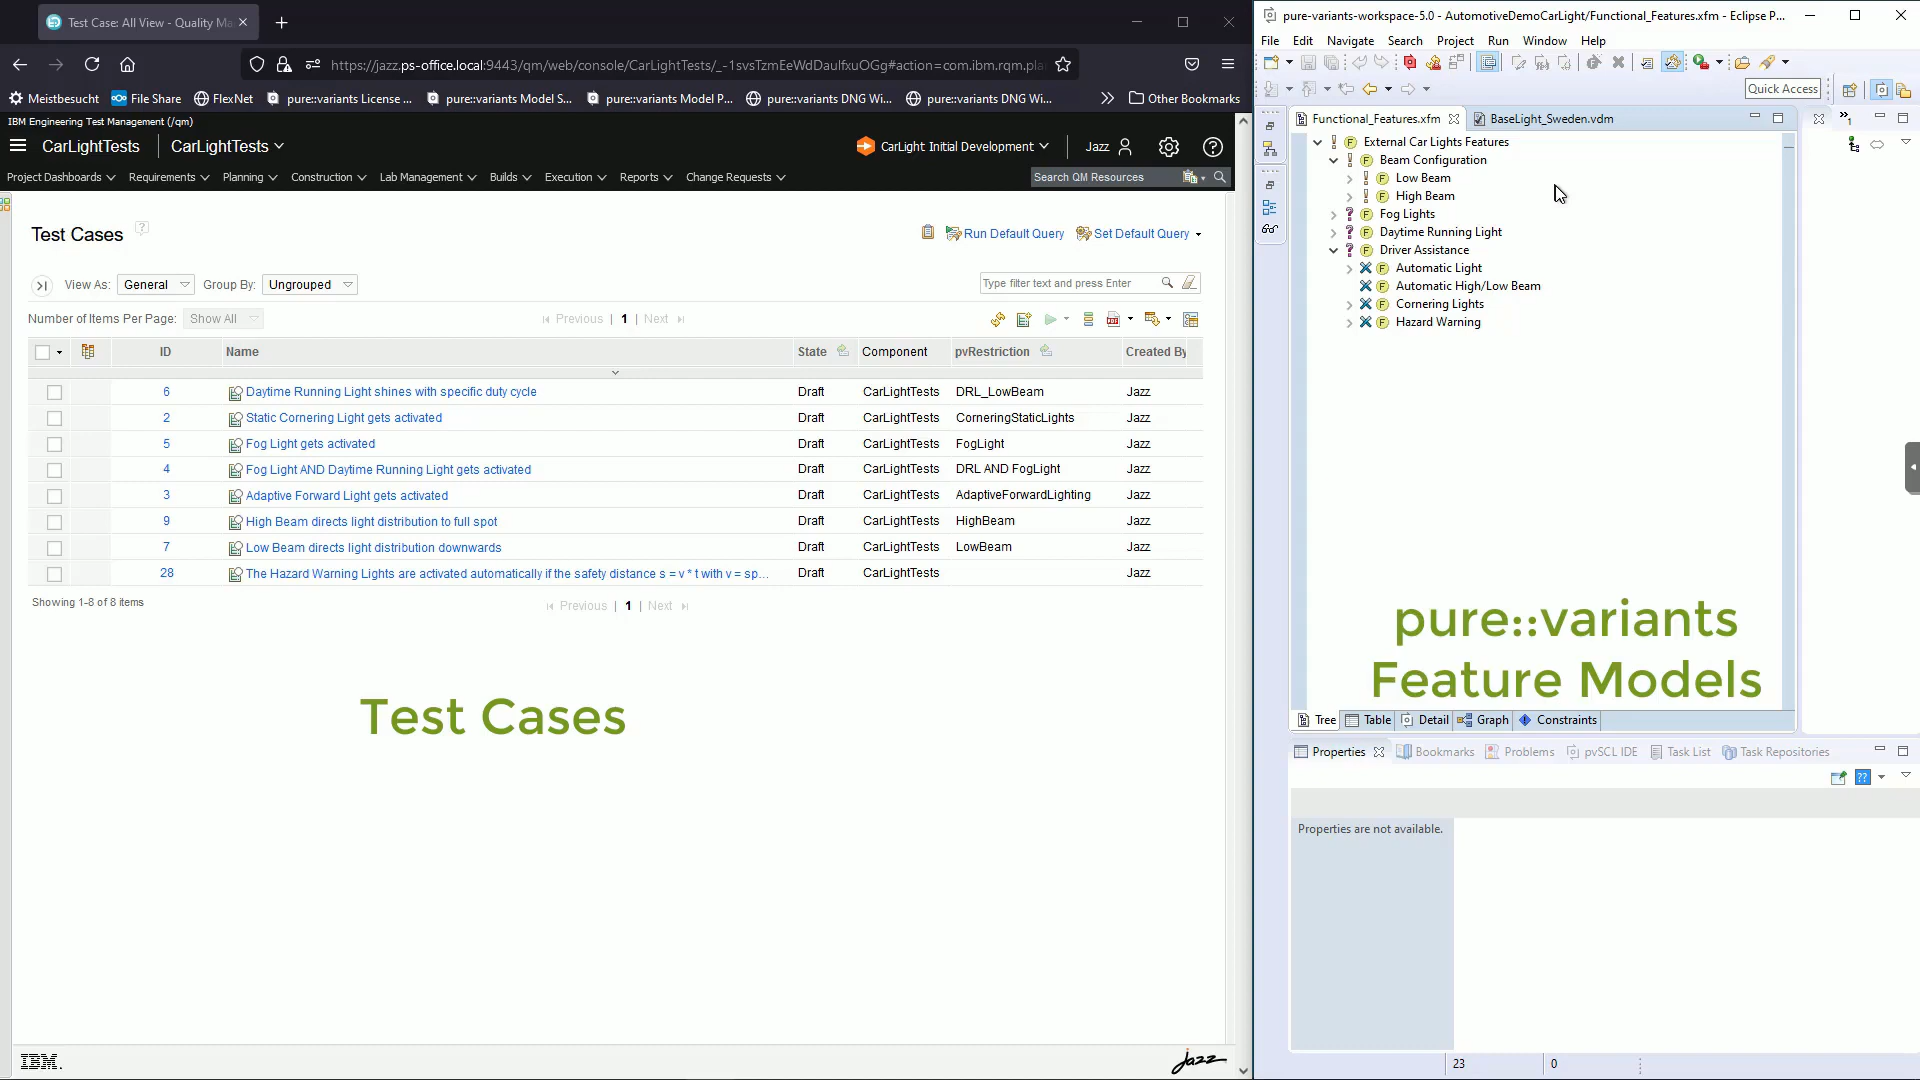 Test Case: All View - Quality Ma
https://jazz.ps-office.local:9443/qm/web/console/CarLightTests/_-1svsTzmEeWdDaulfxuOGg#action=com.ibm.rqm.pla
Meistbesucht File Share FlexNet pure::variants License ... pure::variants Model S... pure::variants Model P... pure::variants DNG Wi... pure::variants DNG Wi... Other Bookmarks
IBM Engineering Test Management (/qm)
CarLightTests CarLightTests CarLight Initial Development Jazz
Project Dashboards Requirements Planning Construction Lab Management Builds Execution Reports Change Requests Search QM Resources
Test Cases ? Run Default Query Set Default Query
View As: General Group By: Ungrouped Type filter text and press Enter
Number of Items Per Page: Show All Previous | 1 | Next
ID Name State Component pvRestriction Created By
6 Daytime Running Light shines with specific duty cycle Draft CarLightTests DRL_LowBeam Jazz
2 Static Cornering Light gets activated Draft CarLightTests CorneringStaticLights Jazz
5 Fog Light gets activated Draft CarLightTests FogLight Jazz
4 Fog Light AND Daytime Running Light gets activated Draft CarLightTests DRL AND FogLight Jazz
3 Adaptive Forward Light gets activated Draft CarLightTests AdaptiveForwardLighting Jazz
9 High Beam directs light distribution to full spot Draft CarLightTests HighBeam Jazz
7 Low Beam directs light distribution downwards Draft CarLightTests LowBeam Jazz
28 The Hazard Warning Lights are activated automatically if the safety distance s = v * t with v = sp... Draft CarLightTests Jazz
Showing 1-8 of 8 items Previous | 1 | Next
Test Cases
IBM. Jazz
pure-variants-workspace-5.0 - AutomotiveDemoCarLight/Functional_Features.xfm - Eclipse P...
File Edit Navigate Search Project Run Window Help
Quick Access
Functional_Features.xfm BaseLight_Sweden.vdm
External Car Lights Features
Beam Configuration
Low Beam
High Beam
Fog Lights
Daytime Running Light
Driver Assistance
Automatic Light
Automatic High/Low Beam
Cornering Lights
Hazard Warning
pure::variants
Feature Models
Tree Table Detail Graph Constraints
Properties Bookmarks Problems pvSCL IDE Task List Task Repositories
Properties are not available.
23 0